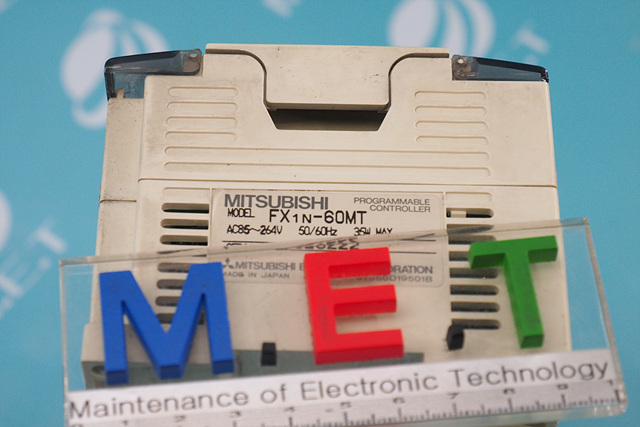 MITSUBISHI
PROGRAMMABLE
CONTROLLER
MODEL FX1N-60MT
AC85~264V 50/60Hz 35W MAX
MITSUBISHI
MADE IN JAPAN
M.E.T
Maintenance of Electronic Technology